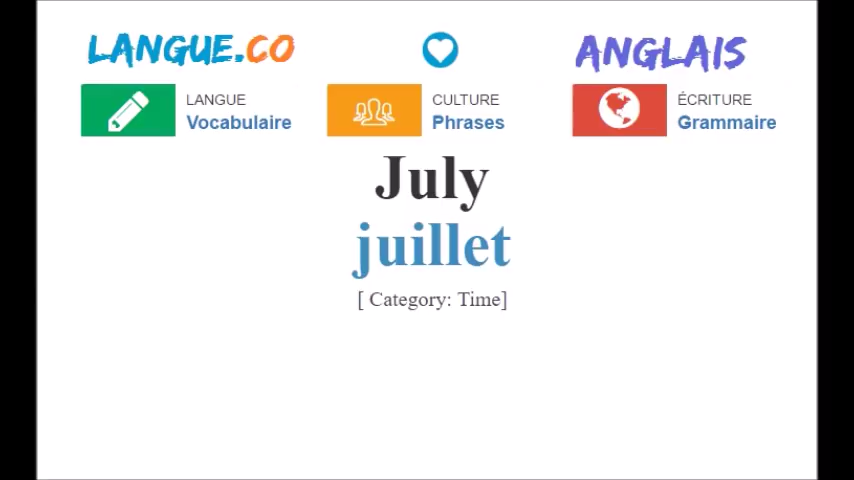 LANGUE.CO
ANGLAIS
LANGUE
Vocabulaire
CULTURE
Phrases
ÉCRITURE
Grammaire
July
juillet
[ Category: Time]